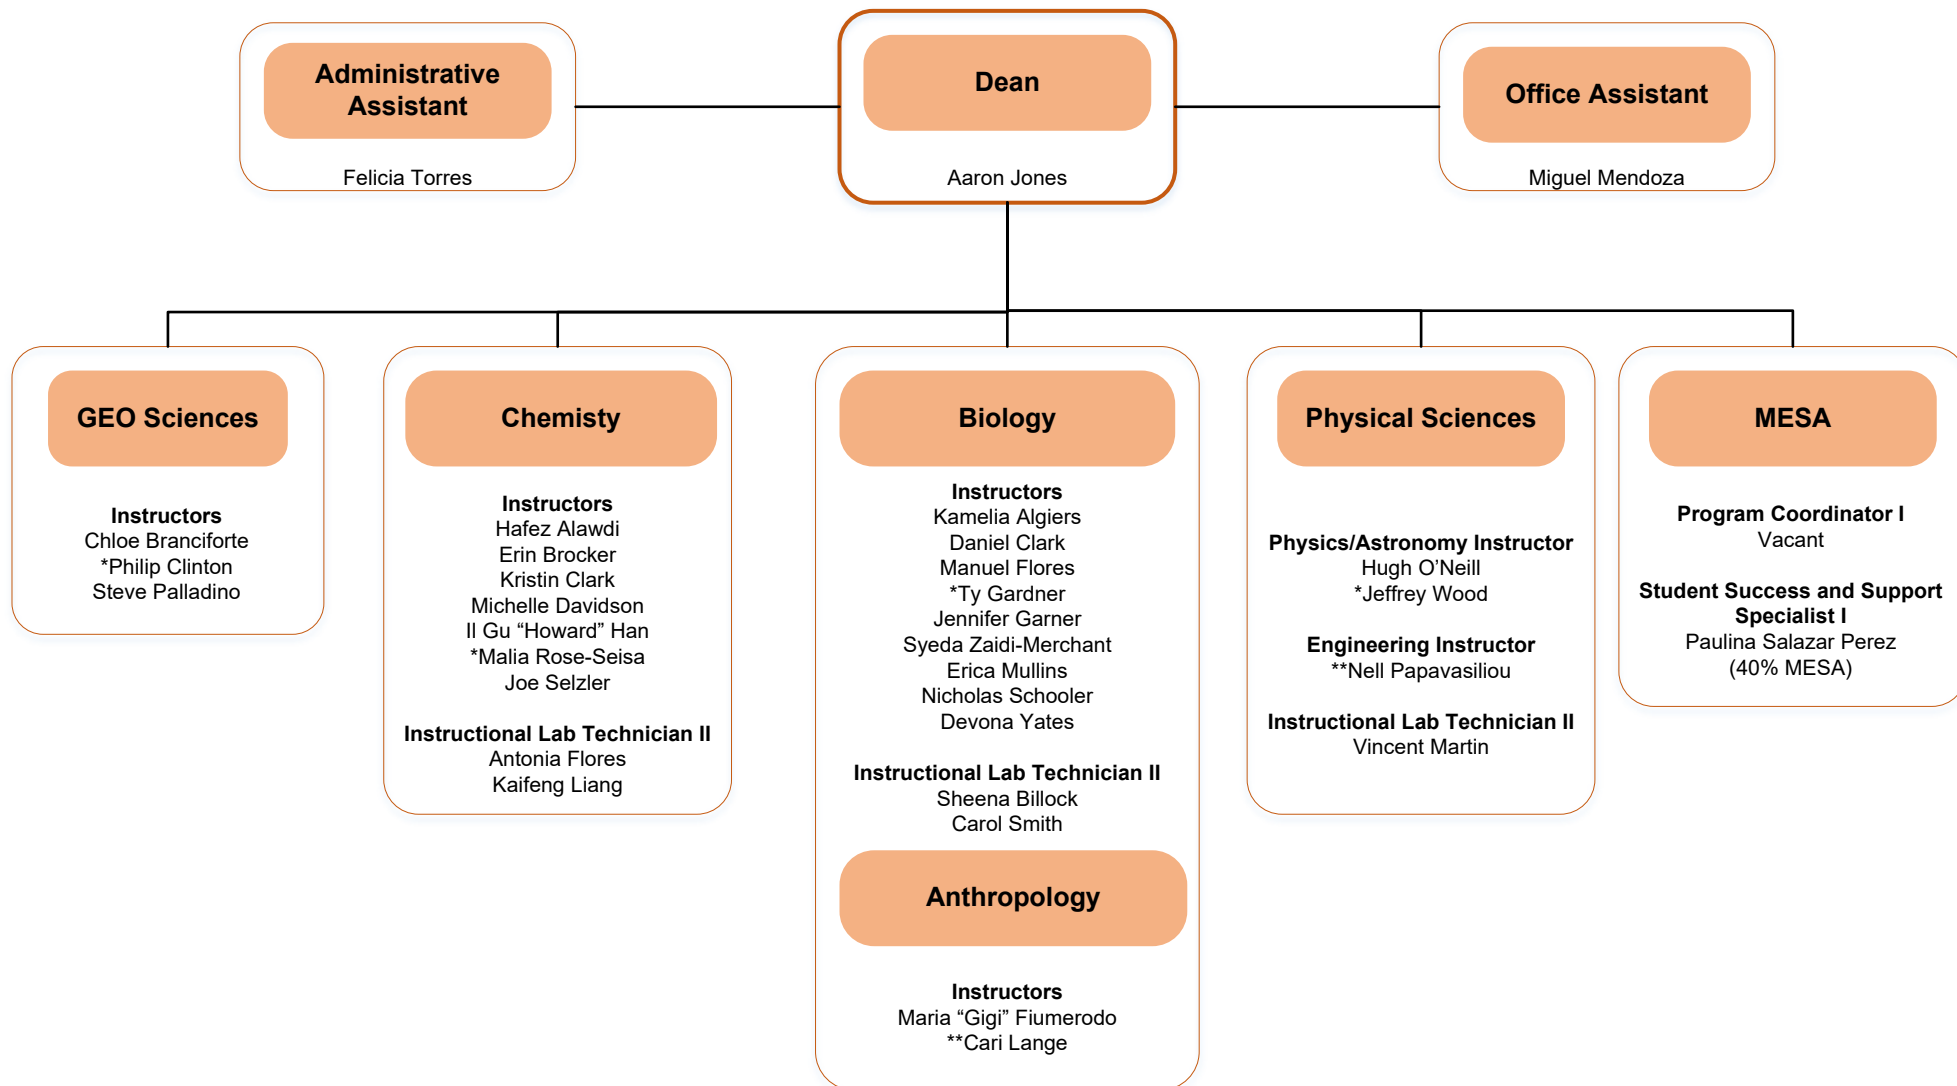 Administrative
Assistant
Felicia Torres
Dean
Aaron Jones
Office Assistant
Miguel Mendoza
GEO Sciences
Instructors
Chloe Branciforte
*Philip Clinton
Steve Palladino
Chemisty
Instructors
Hafez Alawdi
Erin Brocker
Kristin Clark
Michelle Davidson
Il Gu “Howard” Han
*Malia Rose-Seisa
Joe Selzler
Instructional Lab Technician II
Antonia Flores
Kaifeng Liang
Biology
Instructors
Kamelia Algiers
Daniel Clark
Manuel Flores
*Ty Gardner
Jennifer Garner
Syeda Zaidi-Merchant
Erica Mullins
Nicholas Schooler
Devona Yates
Instructional Lab Technician II
Sheena Billock
Carol Smith
Anthropology
Instructors
Maria “Gigi” Fiumerodo
**Cari Lange
Physical Sciences
Physics/Astronomy Instructor
Hugh O’Neill
*Jeffrey Wood
Engineering Instructor
**Nell Papavasiliou
Instructional Lab Technician II
Vincent Martin
MESA
Program Coordinator I
Vacant
Student Success and Support
Specialist I
Paulina Salazar Perez
(40% MESA)